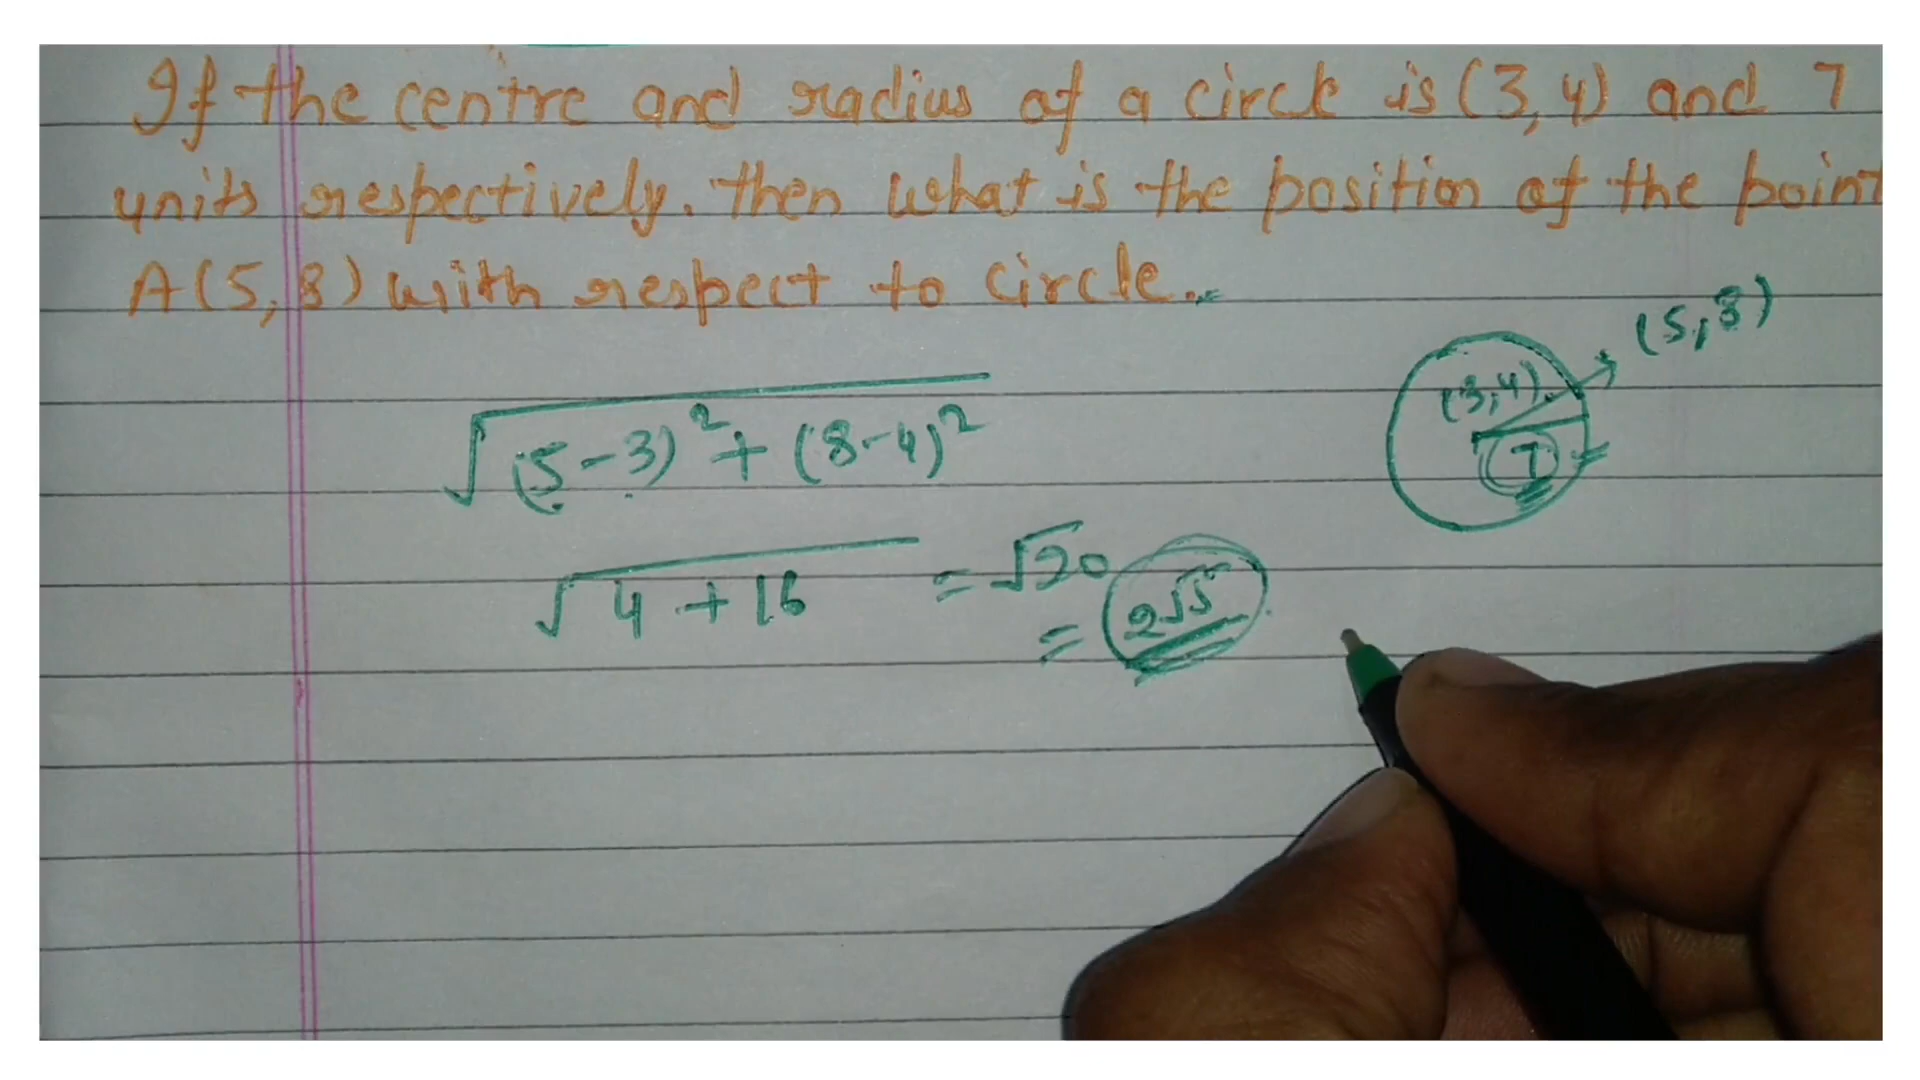 If the centre and radius of a circle is (3,4) and 7
units respectively. then what is the position of the point
A(5,8) with respect to circle.
(5,8)
(3,4)
7
√(5-3)² + (8-4)²
√4 + 16 = √20
= 2√5